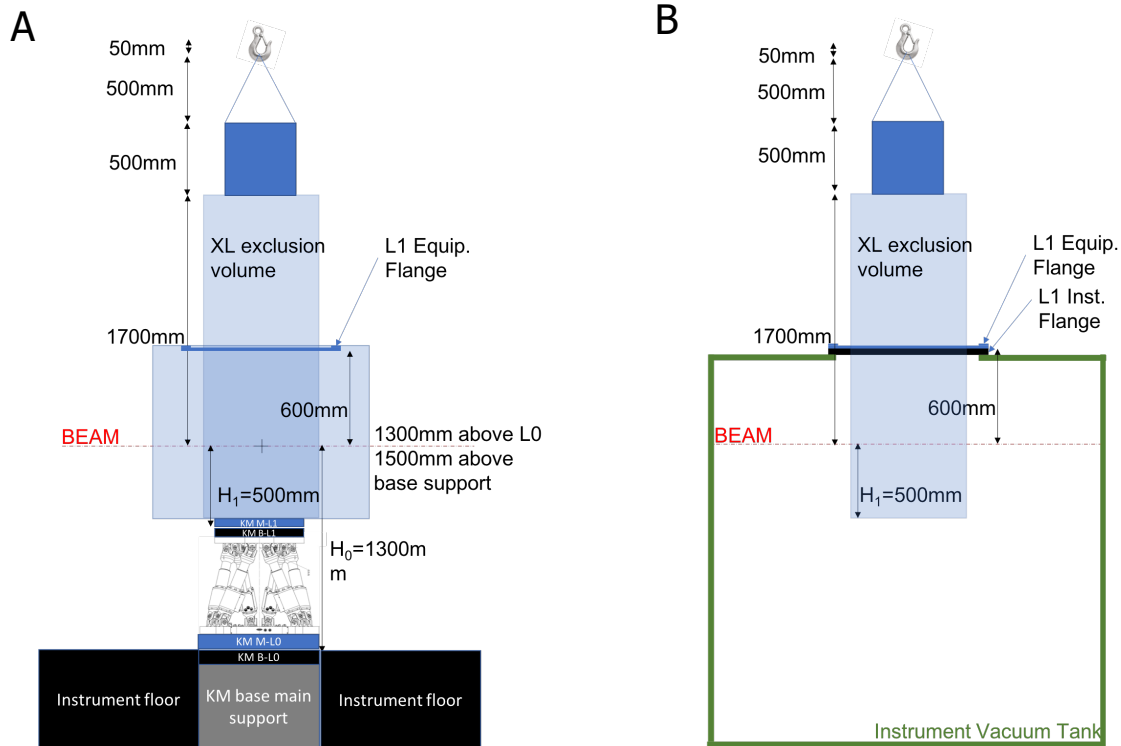 A
50mm
500mm
500mm
XL exclusion
volume
L1 Equip.
Flange
1700mm
600mm
BEAM
1300mm above L0
1500mm above
base support
H1=500mm
KM M-L1
KM B-L1
H0=1300m
m
KM M-L0
KM B-L0
Instrument floor
KM base main
support
Instrument floor
B
50mm
500mm
500mm
XL exclusion
volume
L1 Equip.
Flange
L1 Inst.
Flange
1700mm
600mm
BEAM
H1=500mm
Instrument Vacuum Tank